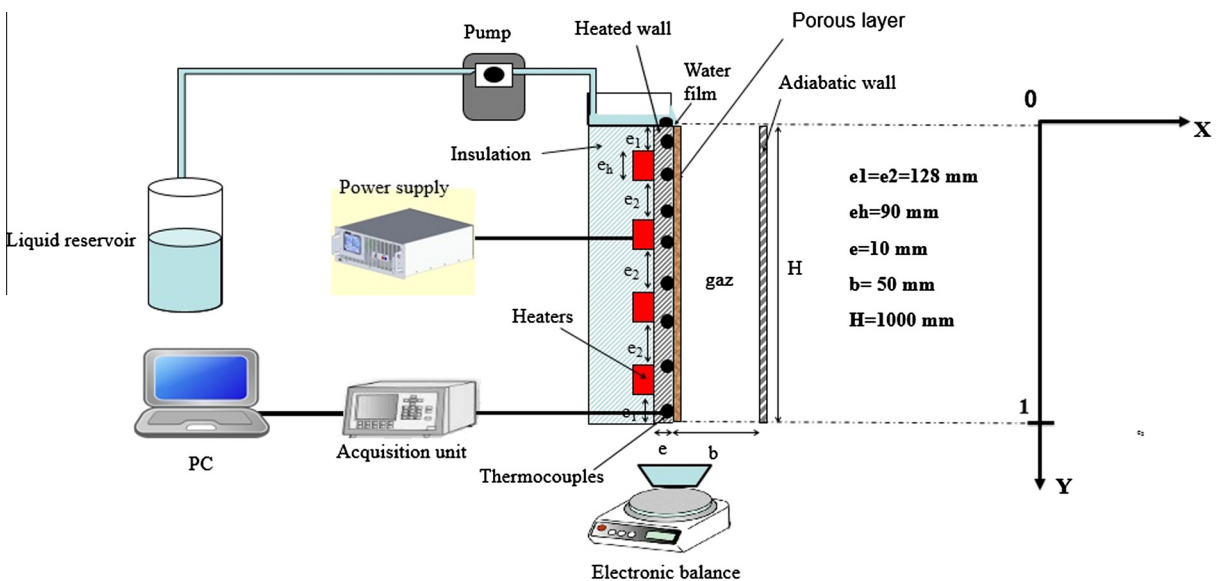 Pump
Heated wall
Porous layer
Water
film
Adiabatic wall
0
X
Insulation
e1
eh
Power supply
e2
e1=e2=128 mm
eh=90 mm
Liquid reservoir
e=10 mm
H
e2
gaz
b= 50 mm
Heaters
H=1000 mm
e2
e1
1
PC
Acquisition unit
e
b
Thermocouples
Y
Electronic balance